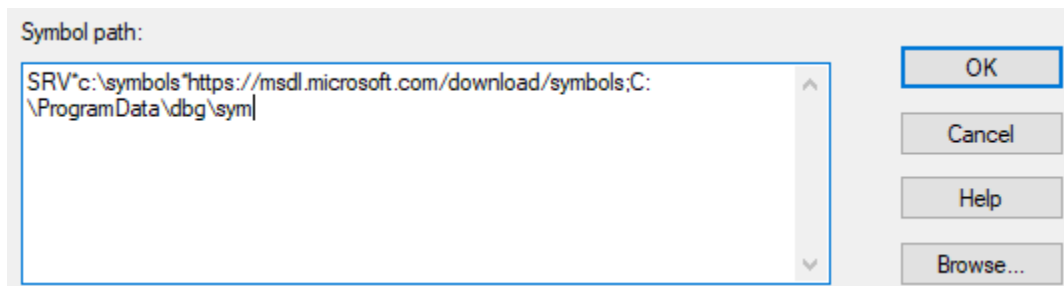 Symbol path:
SRV*c:\symbols*https://msdl.microsoft.com/download/symbols;C:
\ProgramData\dbg\sym
OK
Cancel
Help
Browse...